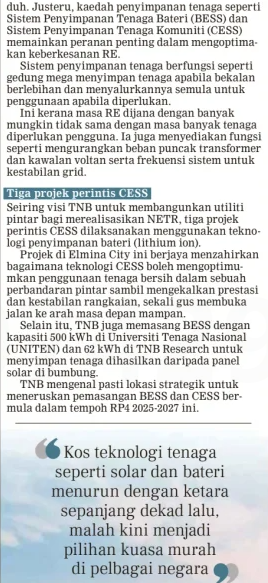 duh. Justeru, kaedah penyimpanan tenaga seperti
Sistem Penyimpanan Tenaga Bateri (BESS) dan
Sistem Penyimpanan Tenaga Komuniti (CESS)
memainkan peranan penting dalam mengoptima-
kan keberkesanan RE.
Sistem penyimpanan tenaga berfungsi seperti
gedung mega menyimpan tenaga apabila bekalan
berlebihan dan menyalurkannya semula untuk
penggunaan apabila diperlukan.
Ini kerana masa RE dijana dengan banyak
mungkin tidak sama dengan masa banyak tenaga
diperlukan pengguna. Ia juga menyediakan fungsi
seperti mengurangkan beban puncak transformer
dan kawalan voltan serta frekuensi sistem untuk
kestabilan grid.
Tiga projek perintis CESS
Seiring visi TNB untuk membangunkan utiliti
pintar bagi merealisasikan NETR, tiga projek
perintis CESS dilaksanakan menggunakan tekno-
logi penyimpanan bateri (lithium ion).
Projek di Elmina City ini berjaya menzahirkan
bagaimana teknologi CESS boleh mengoptimu-
mkan penggunaan tenaga bersih dalam sebuah
perbandaran pintar sambil mengekalkan prestasi
dan kestabilan rangkaian, sekali gus membuka
jalan ke arah masa depan mampan.
Selain itu, TNB juga memasang BESS dengan
kapasiti 500 kWh di Universiti Tenaga Nasional
(UNITEN) dan 62 kWh di TNB Research untuk
menyimpan tenaga dihasilkan daripada panel
solar di bumbung.
TNB mengenal pasti lokasi strategik untuk
meneruskan pemasangan BESS dan CESS ber-
mula dalam tempoh RP4 2025-2027 ini.
“Kos teknologi tenaga
seperti solar dan bateri
menurun dengan ketara
sepanjang dekad lalu,
malah kini menjadi
pilihan kuasa murah
di pelbagai negara”